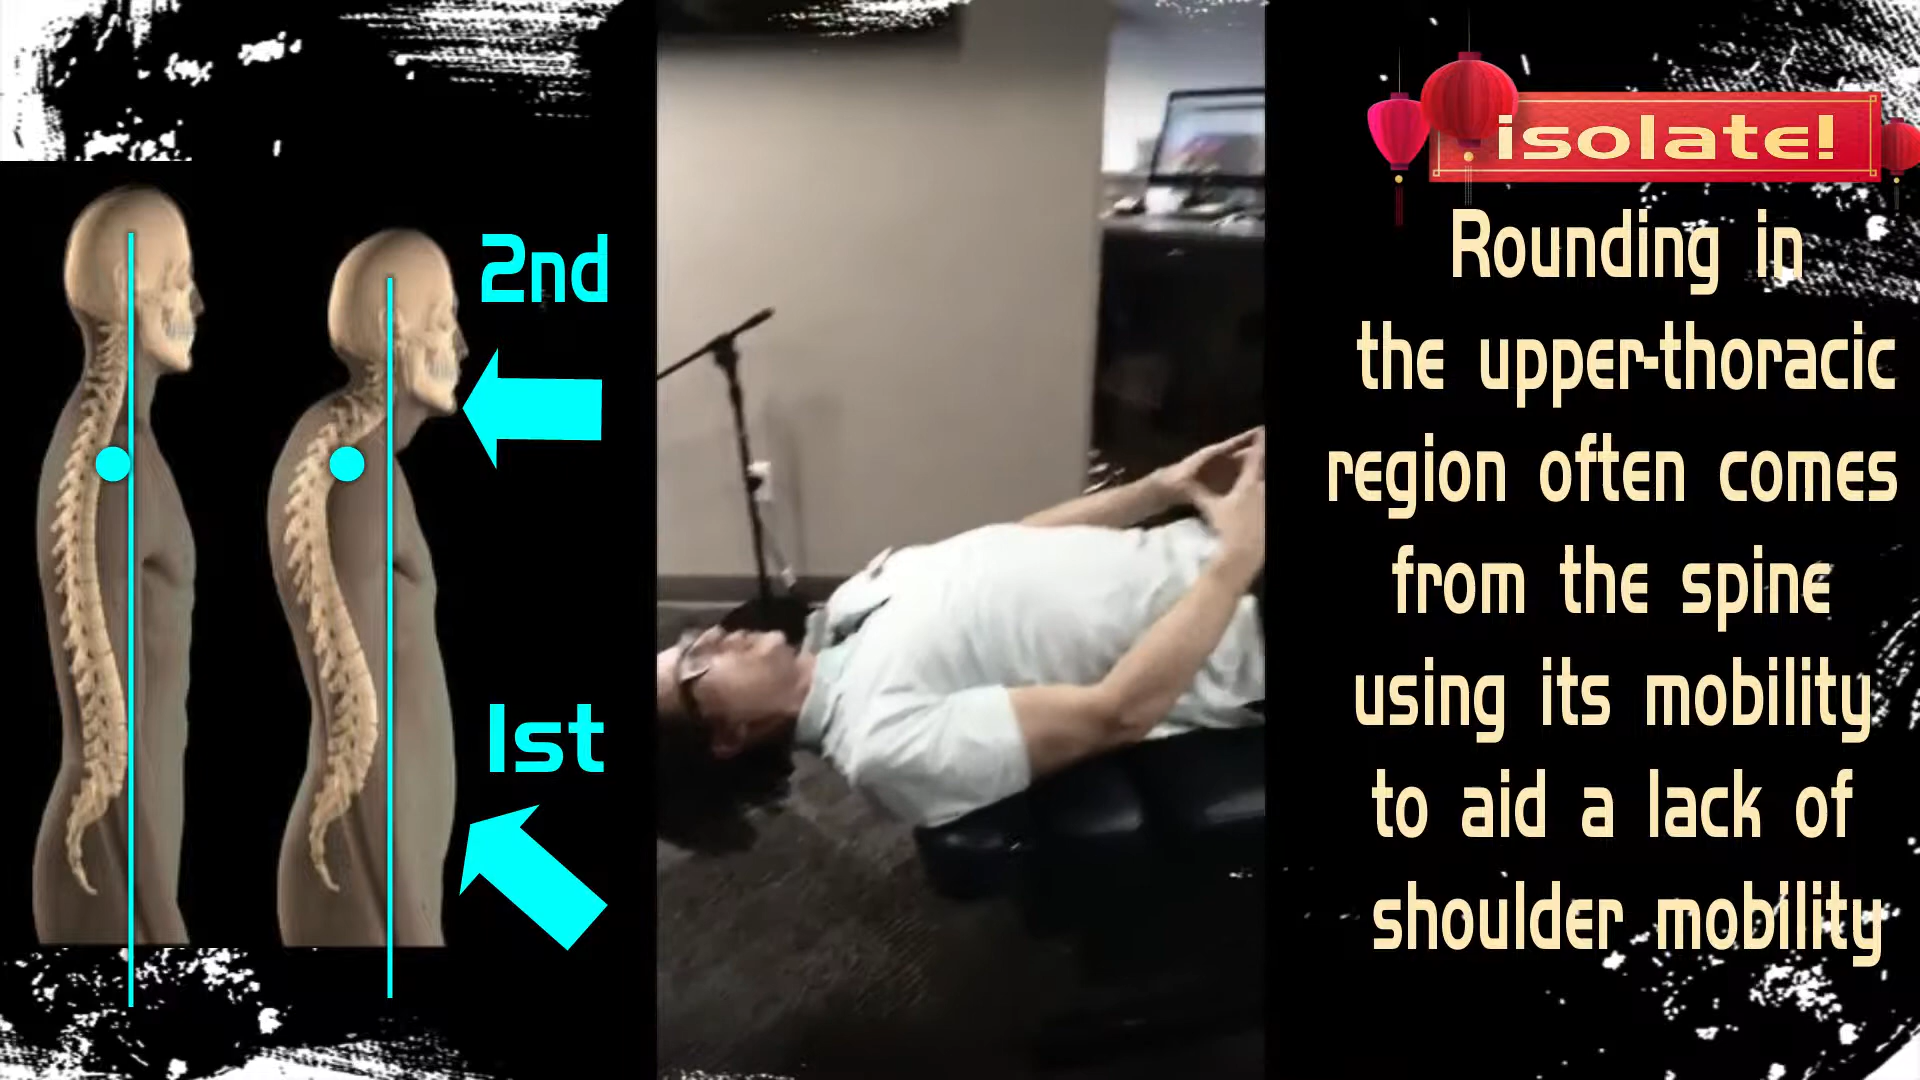 2nd
1st
isolate!
Rounding in
the upper-thoracic
region often comes
from the spine
using its mobility
to aid a lack of
shoulder mobility